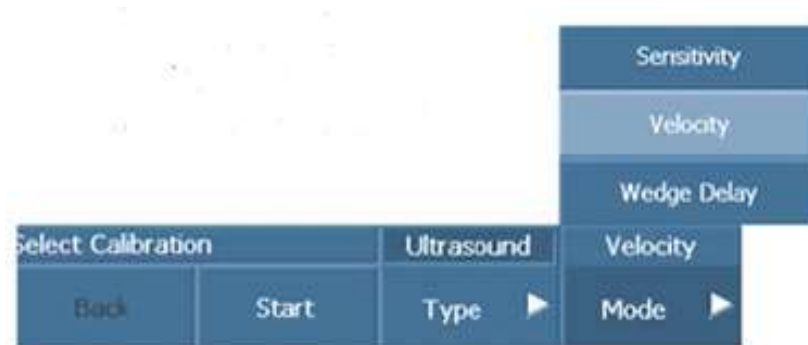 Sensitivity
Velocity
Wedge Delay
Select Calibration Ultrasound Velocity
Back Start Type Mode